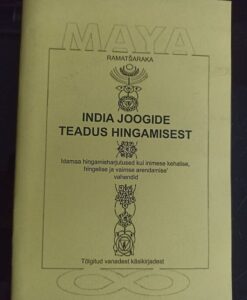 MAYA
RAMATŠARAKA
INDIA JOOGIDE
TEADUS HINGAMISEST
Idamaa hingamisharjutused kui inimese kehalise,
hingelise ja vaimse arendamise'
vahendid
Tõlgitud vanadest käsikirjadest